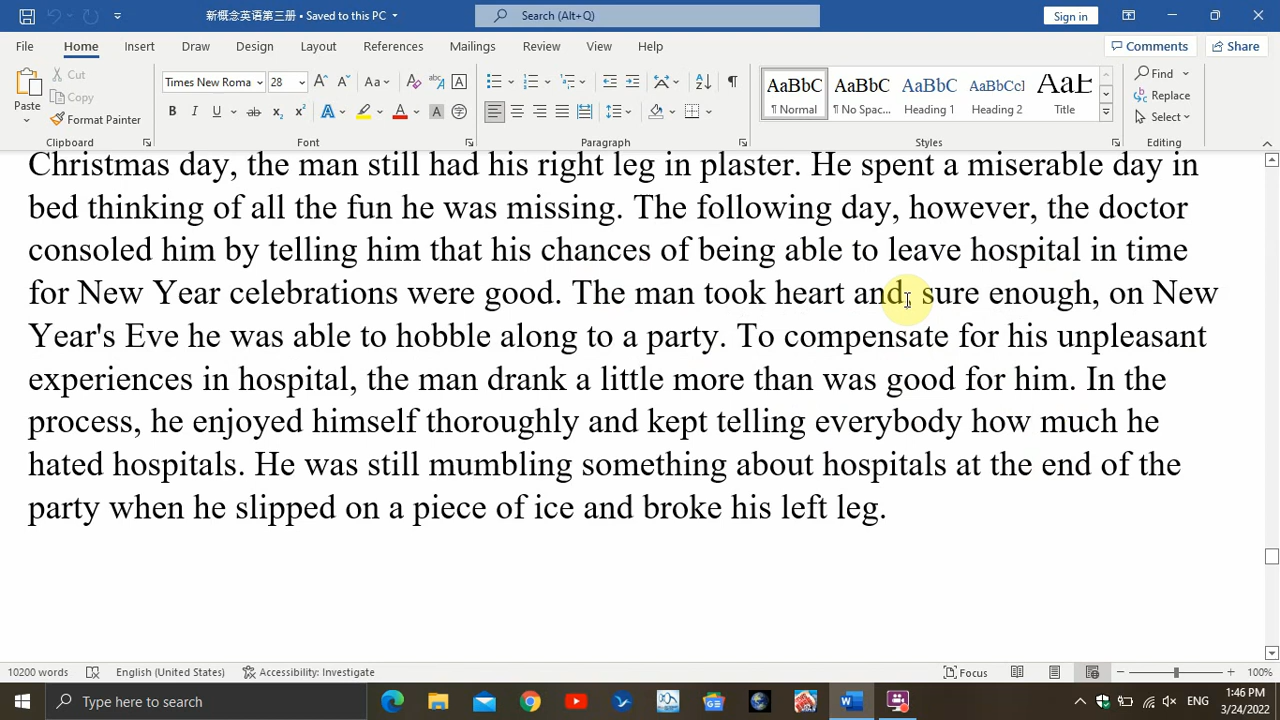 新概念英语第三册 • Saved to this PC
Search (Alt+Q)
Sign in
File Home Insert Draw Design Layout References Mailings Review View Help Comments Share
Paste
Cut
Copy
Format Painter
Clipboard
Times New Roma 28
Font
Paragraph
AaBbC AaBbC AaBbC AaBbCcI AaB
¶ Normal ¶ No Spac... Heading 1 Heading 2 Title
Styles
Find
Replace
Select
Editing
Christmas day, the man still had his right leg in plaster. He spent a miserable day in
bed thinking of all the fun he was missing. The following day, however, the doctor
consoled him by telling him that his chances of being able to leave hospital in time
for New Year celebrations were good. The man took heart and, sure enough, on New
Year's Eve he was able to hobble along to a party. To compensate for his unpleasant
experiences in hospital, the man drank a little more than was good for him. In the
process, he enjoyed himself thoroughly and kept telling everybody how much he
hated hospitals. He was still mumbling something about hospitals at the end of the
party when he slipped on a piece of ice and broke his left leg.
10200 words English (United States) Accessibility: Investigate Focus 100%
Type here to search
ENG
1:46 PM
3/24/2022